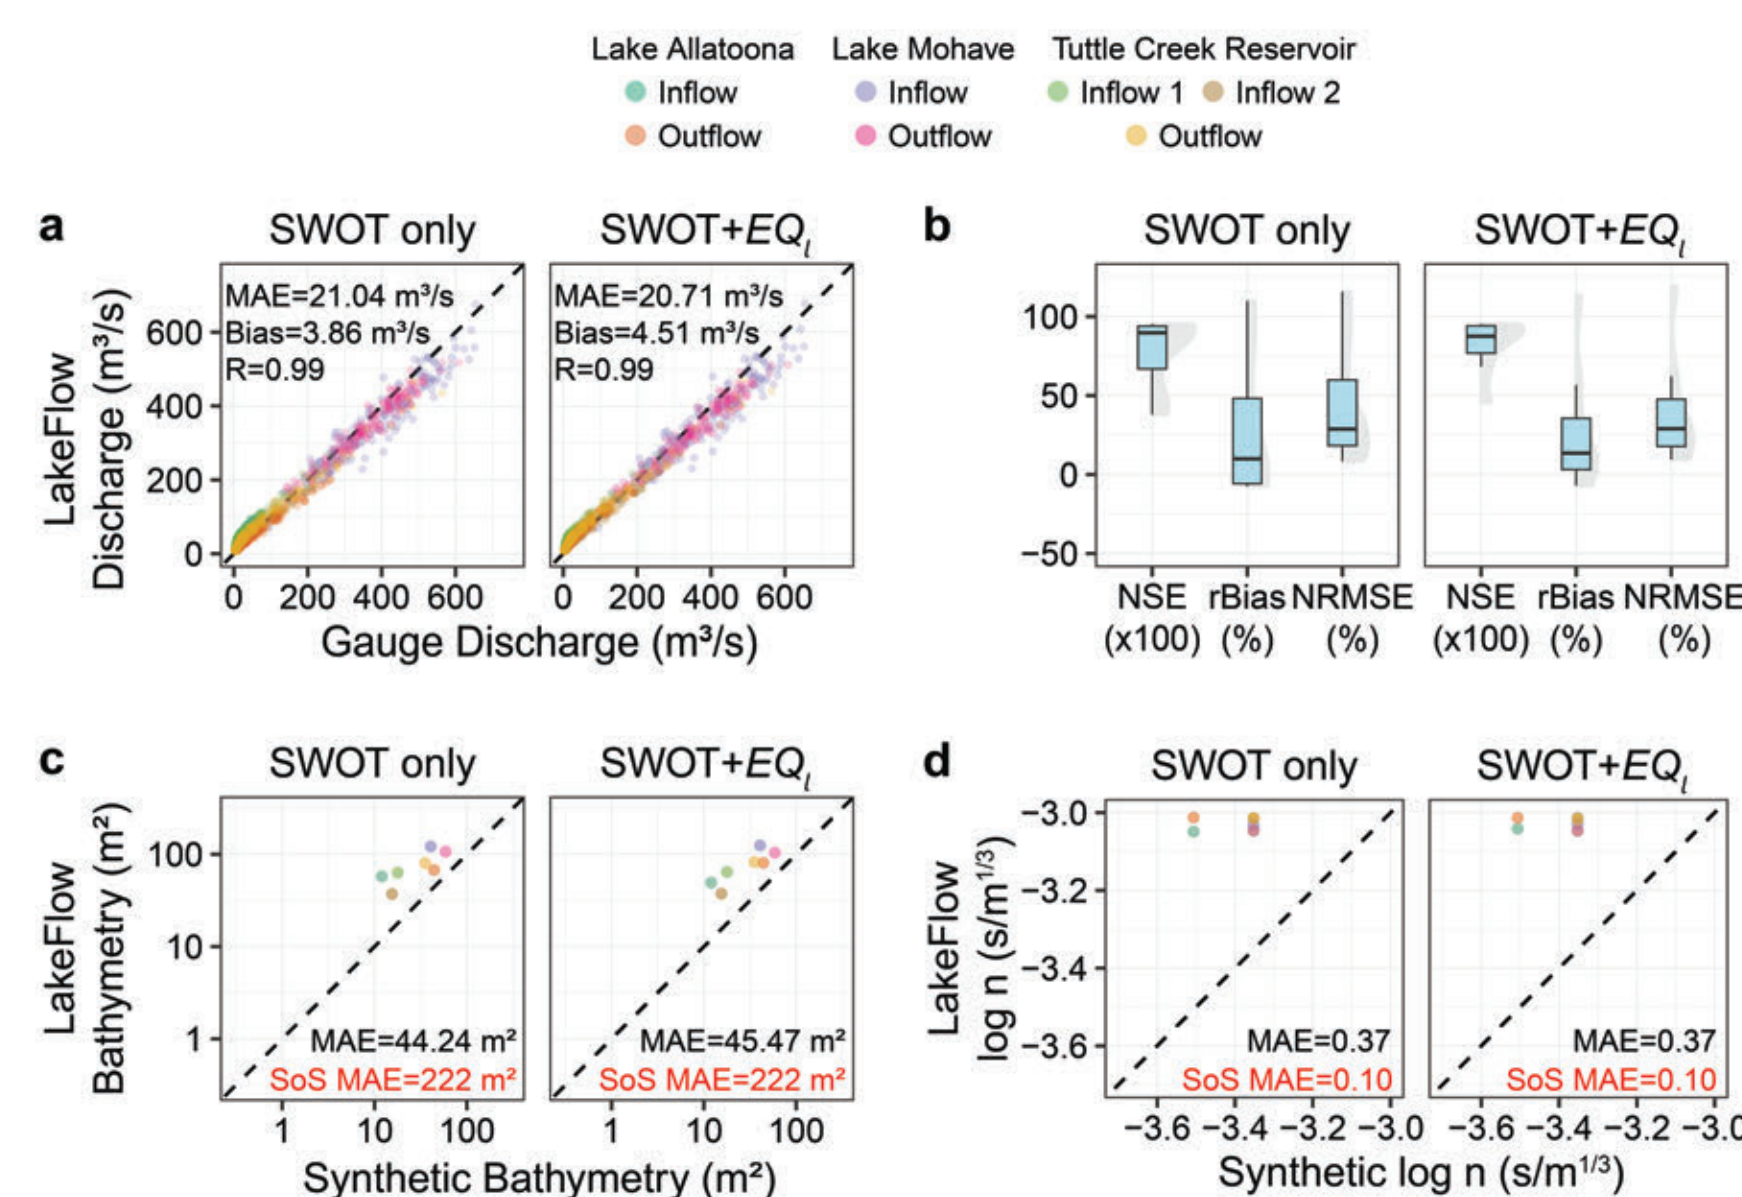 Lake Allatoona Lake Mohave Tuttle Creek Reservoir
Inflow Inflow Inflow 1 Inflow 2
Outflow Outflow Outflow
a SWOT only SWOT+EQl
b SWOT only SWOT+EQl
LakeFlow
Discharge (m³/s)
600
400
200
0
MAE=21.04 m³/s
Bias=3.86 m³/s
R=0.99
MAE=20.71 m³/s
Bias=4.51 m³/s
R=0.99
0 200 400 600 0 200 400 600
Gauge Discharge (m³/s)
100
50
0
−50
NSE rBias NRMSE NSE rBias NRMSE
(x100) (%) (%) (x100) (%) (%)
c SWOT only SWOT+EQl
d SWOT only SWOT+EQl
LakeFlow
Bathymetry (m²)
100
10
1
MAE=44.24 m²
SoS MAE=222 m²
MAE=45.47 m²
SoS MAE=222 m²
1 10 100 1 10 100
Synthetic Bathymetry (m²)
LakeFlow
log n (s/m¹/³)
−3.0
−3.2
−3.4
−3.6
MAE=0.37
SoS MAE=0.10
MAE=0.37
SoS MAE=0.10
−3.6 −3.4 −3.2 −3.0 −3.6 −3.4 −3.2 −3.0
Synthetic log n (s/m¹/³)